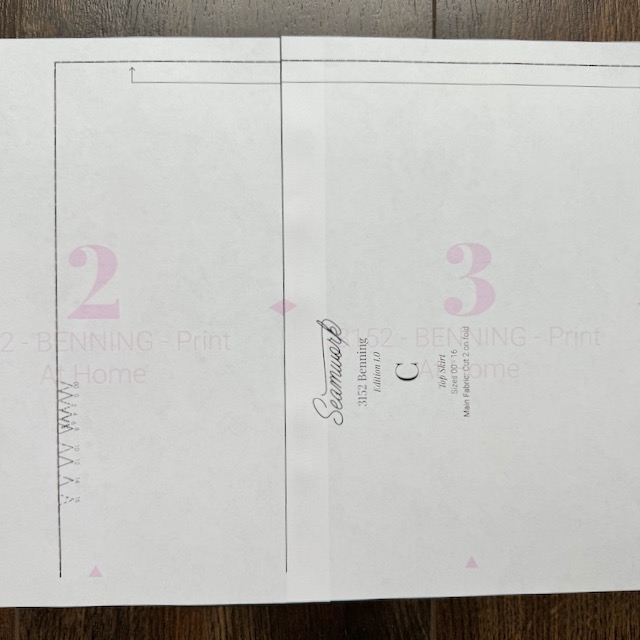 2
2 - BENNING - Print
At Home
3
3152 - BENNING - Print
At Home
Seamwork
3152 Benning
Edition 1.0
C
Top Skirt
Sizes 00-16
Main Fabric: Cut 2 on fold